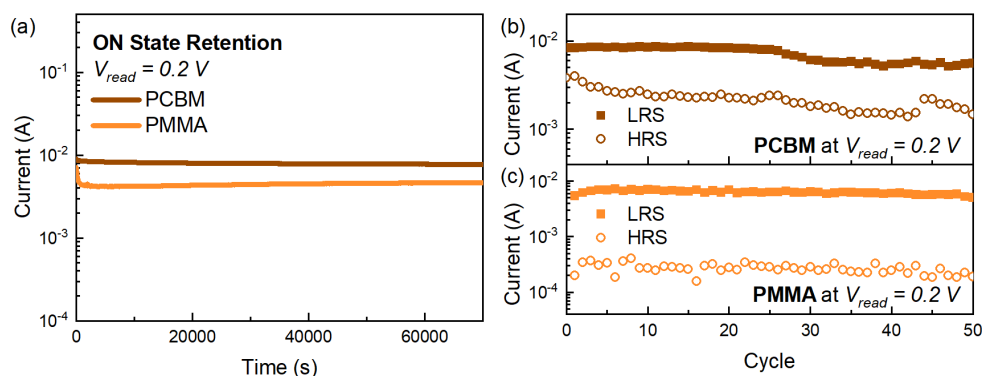 (a)
ON State Retention
V_read = 0.2 V
PCBM
PMMA
10^-1
10^-2
10^-3
10^-4
Current (A)
0 20000 40000 60000
Time (s)
(b)
10^-2
10^-3
Current (A)
LRS
HRS
PCBM at V_read = 0.2 V
(c)
10^-2
10^-3
10^-4
Current (A)
LRS
HRS
PMMA at V_read = 0.2 V
0 10 20 30 40 50
Cycle